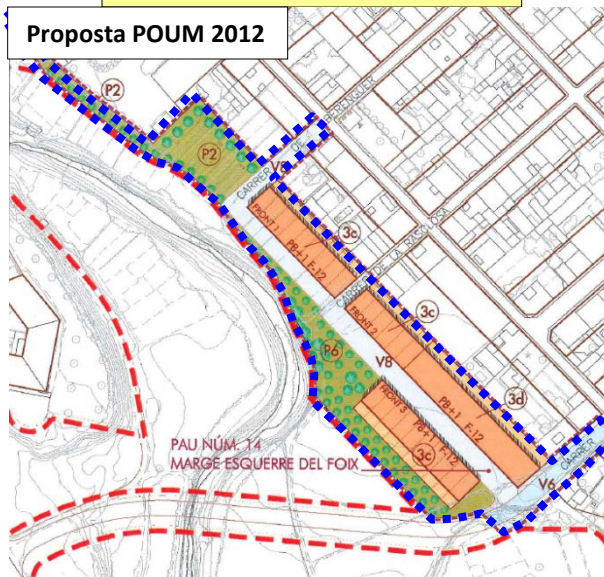 Proposta POUM 2012
P2
P2
V8
CARRER DE BERENGUER
FRONT 1
PB+1 F-12
3c
CARRER DE LA RASCLOSA
FRONT 2
3c
P6
V8
PB+1 F-12
3d
FRONT 3
PB+1 F-12
3c
PAU NÚM. 14
MARGE ESQUERRE DEL FOIX
CARRER
V6